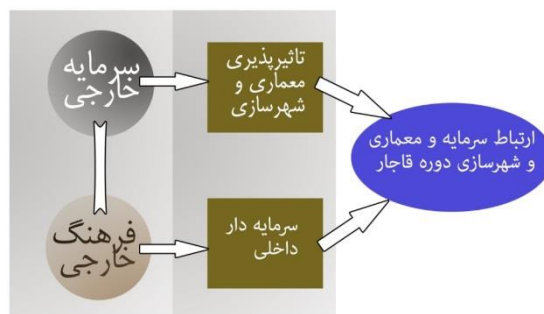 سرمایه
خارجی
تاثیرپذیری
معماری و
شهرسازی
ارتباط سرمایه و معماری
و شهرسازی دوره قاجار
فرهنگ
خارجی
سرمایه دار
داخلی